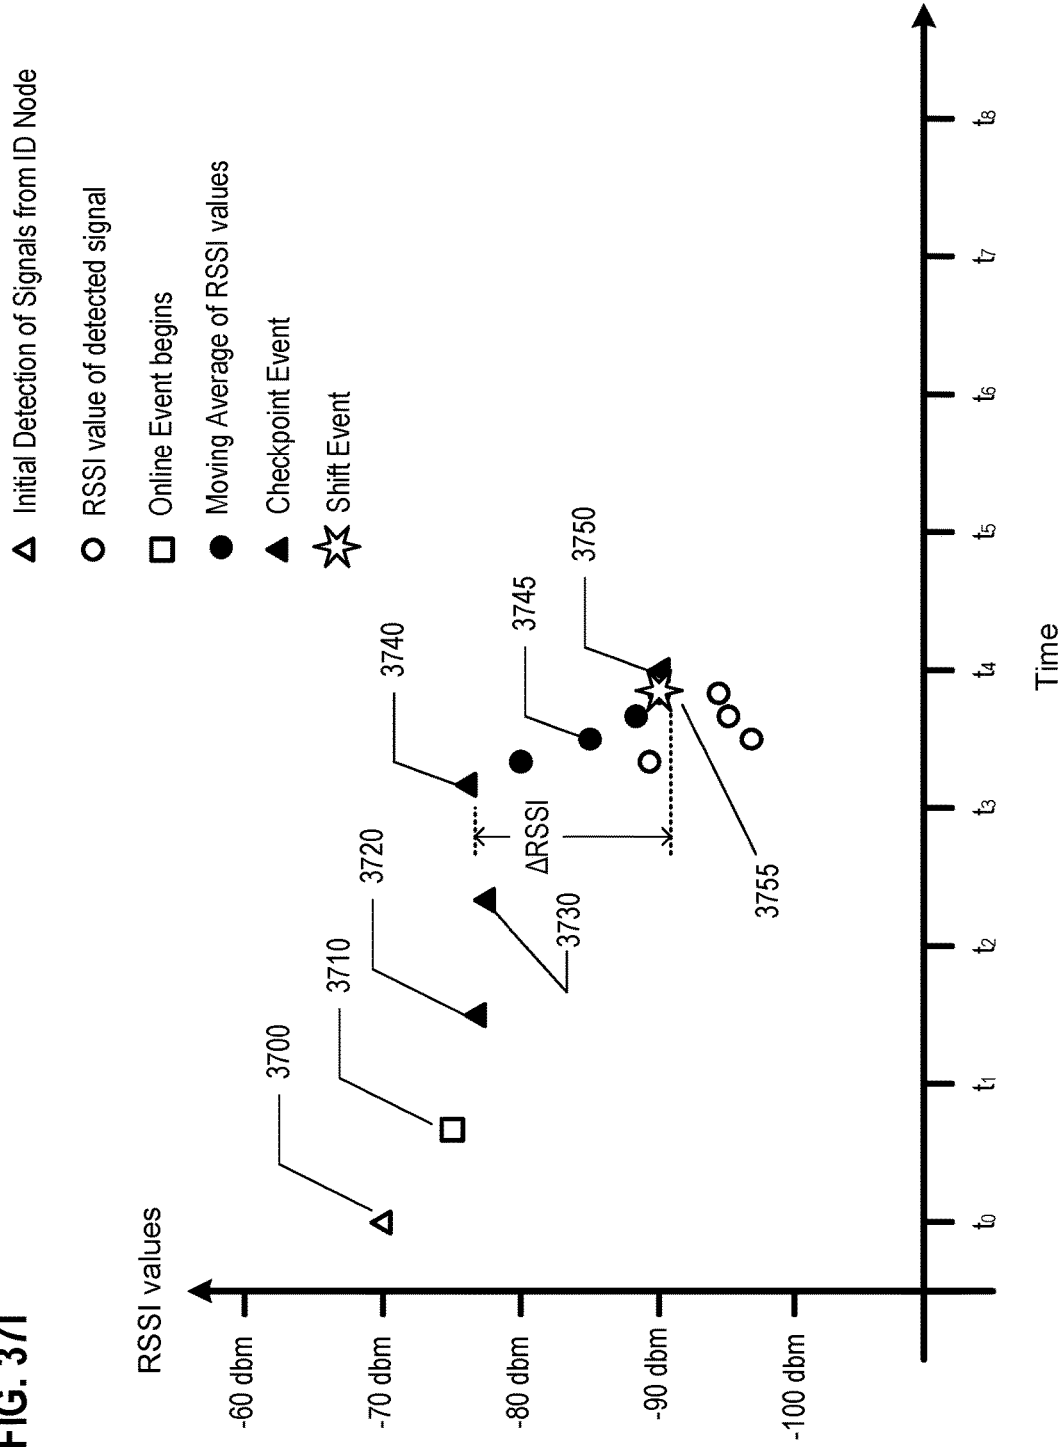 FIG. 37I
Initial Detection of Signals from ID Node
RSSI value of detected signal
Online Event begins
Moving Average of RSSI values
Checkpoint Event
Shift Event
RSSI values
-60 dbm
-70 dbm
-80 dbm
-90 dbm
-100 dbm
3700
3710
3720
3730
3740
3745
3750
3755
ΔRSSI
t0
t1
t2
t3
t4
t5
t6
t7
t8
Time